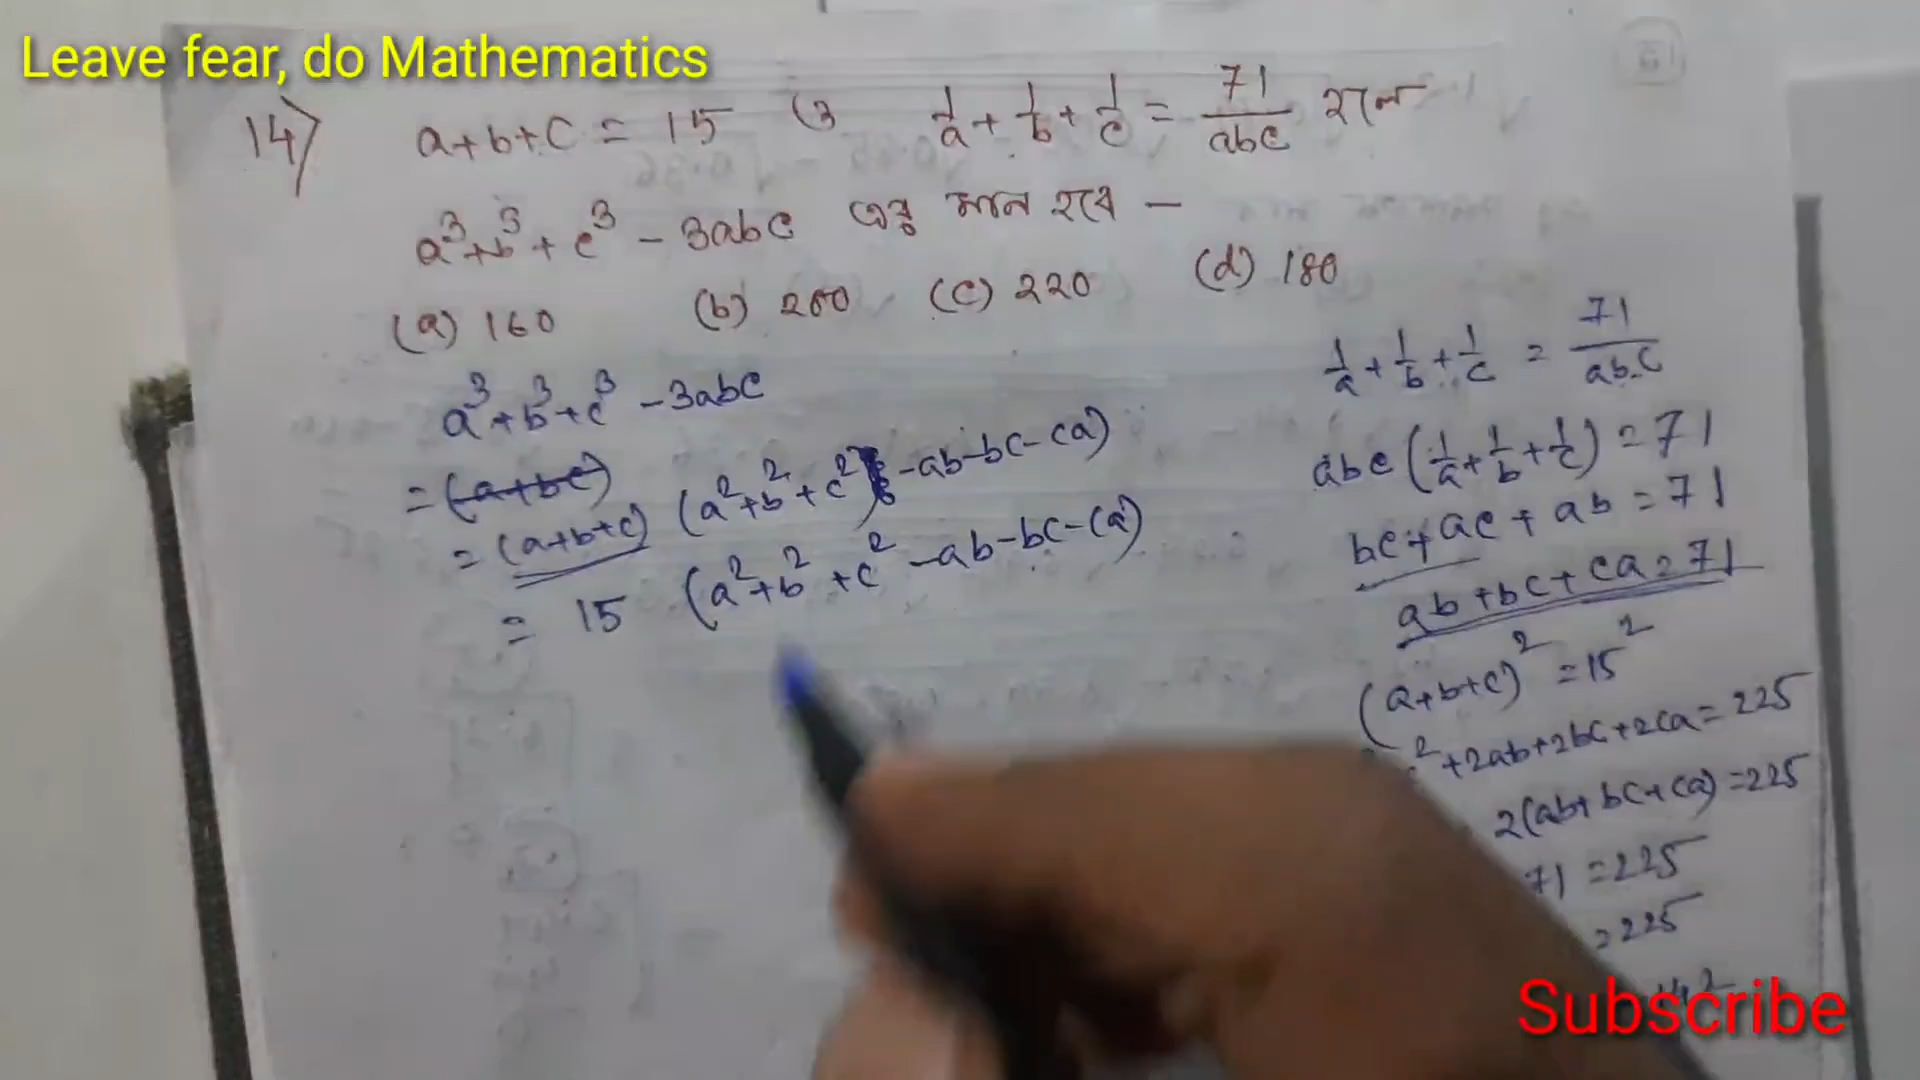 Leave fear, do Mathematics
14) a+b+c = 15 ও 1/a + 1/b + 1/c = 71/abc হলে
a³+b³+c³ - 3abc এর মান হবে —
(a) 160 (b) 200 (c) 220 (d) 180
a³+b³+c³ - 3abc
= (a+bc)
= (a+b+c) (a²+b²+c² -ab-bc-ca)
= 15 (a²+b²+c² -ab-bc-ca)
1/a + 1/b + 1/c = 71/abc
abc (1/a + 1/b + 1/c) = 71
bc + ac + ab = 71
ab + bc + ca = 71
(a+b+c)² = 15²
² +2ab+2bc+2ca = 225
2(ab+bc+ca) = 225
71 = 225
= 225
Subscribe